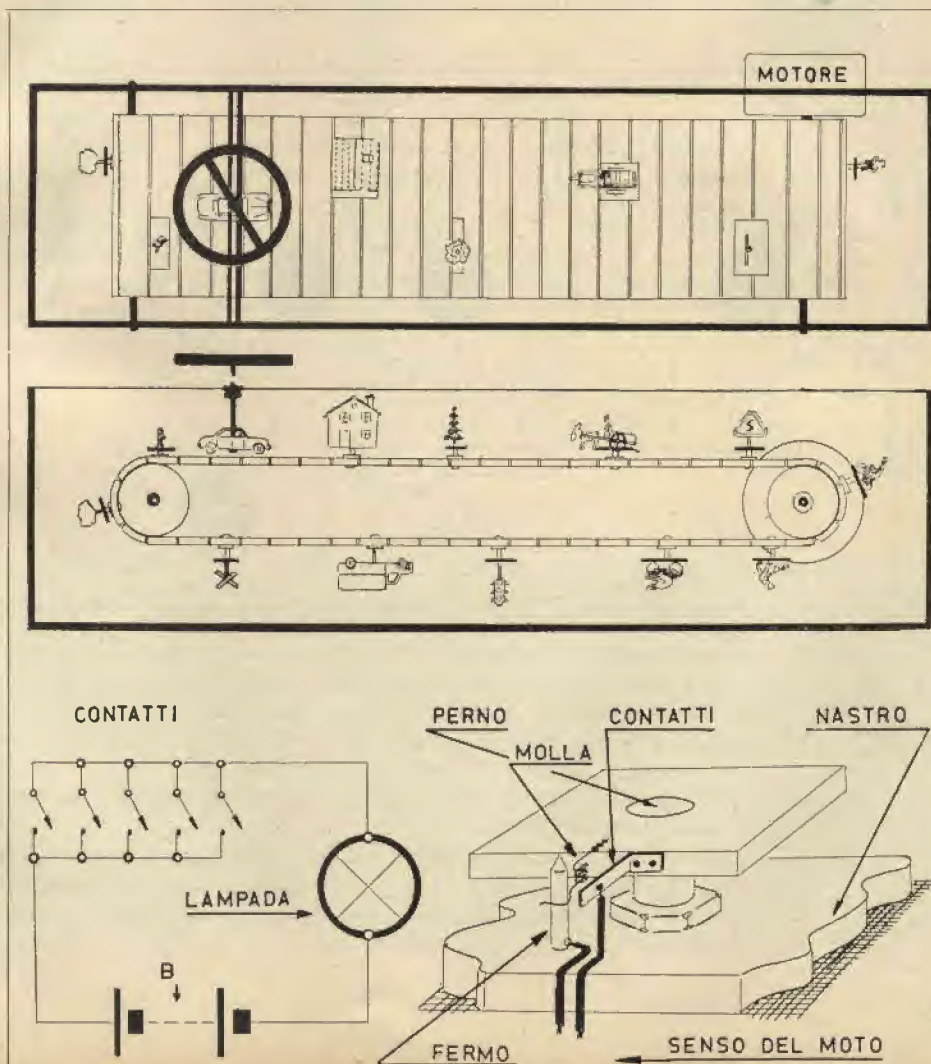 MOTORE
S
CONTATTI
LAMPADA
B
PERNO
CONTATTI
NASTRO
MOLLA
FERMO
SENSO DEL MOTO